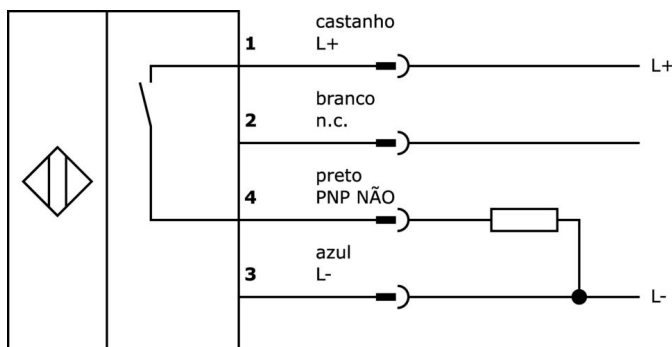 castanho
1 L+
L+
branco
2 n.c.
preto
4 PNP NÃO
azul
3 L-
L-